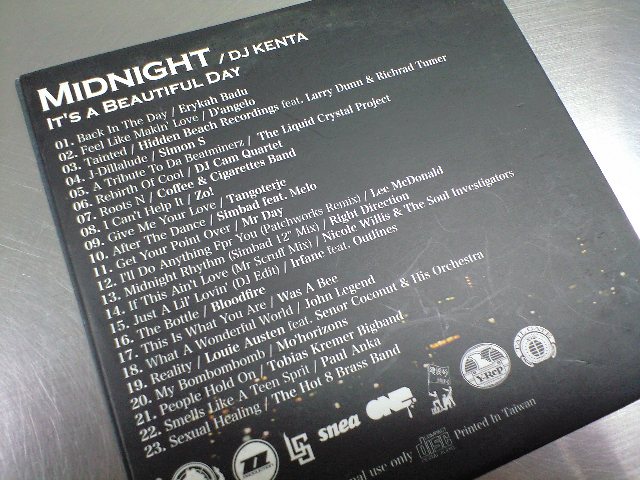 MIDNIGHT / DJ KENTA
IT'S A BEAUTIFUL DAY
01. Back In The Day / Erykah Badu
02. Feel Like Makin' Love / D'angelo
03. Tainted / Hidden Beach Recordings feat. Larry Dunn & Richrad Tumer
04. J-Dillalude / Simon S
05. A Tribute To Da Beatminerz / The Liquid Crystal Project
06. Rebirth Of Cool / DJ Cam Quartet
07. Roots N / Coffee & Cigarettes Band
08. I Can't Help It / Zo!
09. Give Me Your Love / Tangoterje
10. After The Dance / Simbad feat. Melo
11. Get Your Point Over / Mr Day
12. I'll Do Anything Fpr You (Patchworks Remix) / Lee McDonald
13. Midnight Rhythm (Simbad 12" Mix) / Right Direction
14. If This Ain't Love (Mr Scruff Mix) / Nicole Willis & The Soul Investigators
15. Just A Lil' Lovin' (DJ Edit) / Irfane feat. Outlines
16. The Bottle / Bloodfire
17. This Is What You Are / Was A Bee
18. What A Wonderful World / John Legend
19. Reality / Louie Austen feat. Senor Coconut & His Orchestra
20. My Bombombomb / Mo'horizons
21. People Hold On / Tobias Kremer Bigband
22. Smells Like A Teen Sprit / Paul Anka
23. Sexual Healing / The Hot 8 Brass Band
snea
Y.Rep
use only
Printed In Taiwan